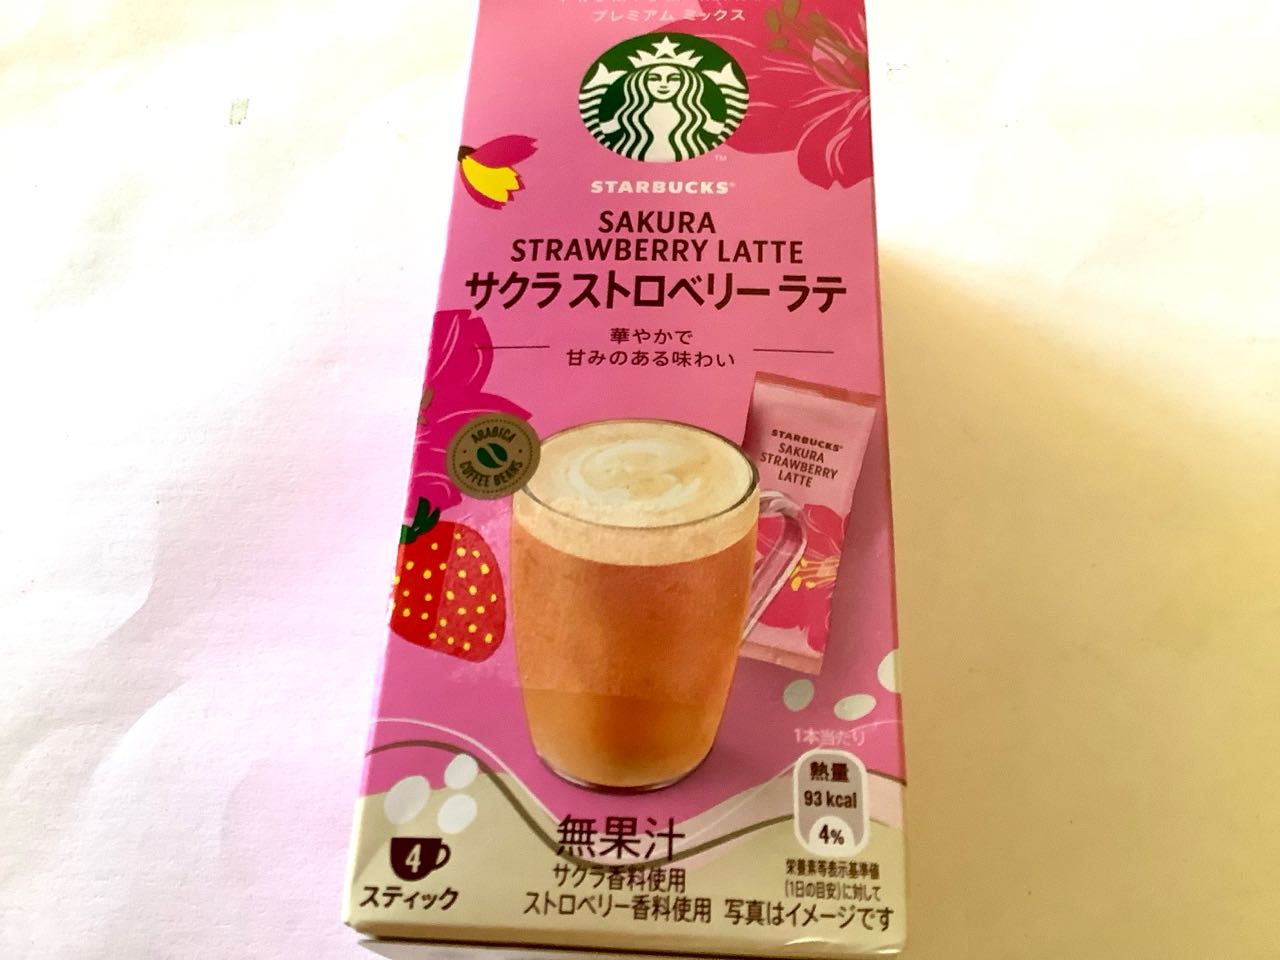 プレミアム ミックス
STARBUCKS®
SAKURA
STRAWBERRY LATTE
サクラ ストロベリー ラテ
華やかで
甘みのある味わい
ARABICA
COFFEE BEANS
STARBUCKS®
SAKURA
STRAWBERRY
LATTE
1本当たり
熱量
93 kcal
4%
栄養素等表示基準値
(1日の目安)に対して
4
スティック
無果汁
サクラ香料使用
ストロベリー香料使用
写真はイメージです